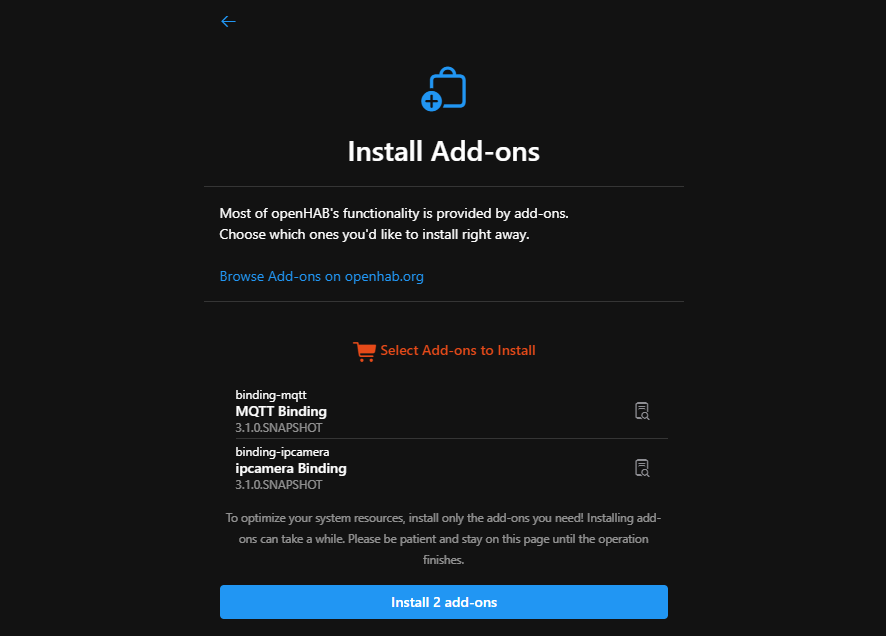 Install Add-ons
Most of openHAB's functionality is provided by add-ons.
Choose which ones you'd like to install right away.
Browse Add-ons on openhab.org
Select Add-ons to Install
binding-mqtt
MQTT Binding
3.1.0.SNAPSHOT
binding-ipcamera
ipcamera Binding
3.1.0.SNAPSHOT
To optimize your system resources, install only the add-ons you need! Installing add-
ons can take a while. Please be patient and stay on this page until the operation
finishes.
Install 2 add-ons